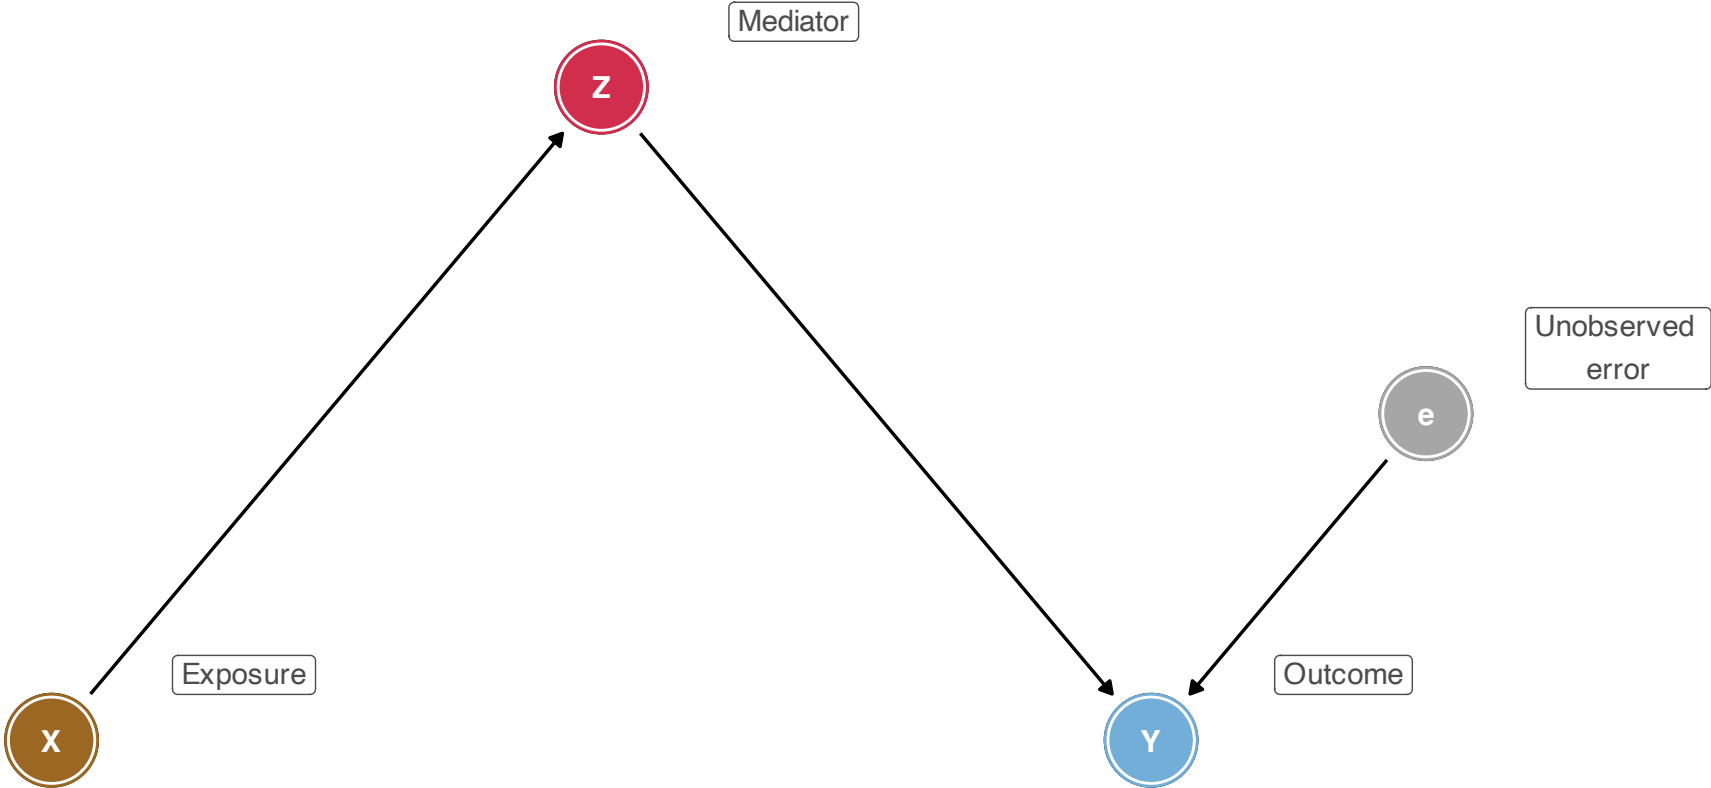 Mediator
Z
Unobserved
error
e
Exposure
Outcome
X
Y